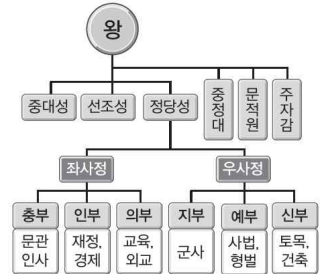 왕
중대성 선조성 정당성 중정대 문적원 주자감
좌사정 우사정
충부 인부 의부 지부 예부 신부
문관 인사 재정, 경제 교육, 외교 군사 사법, 형벌 토목, 건축